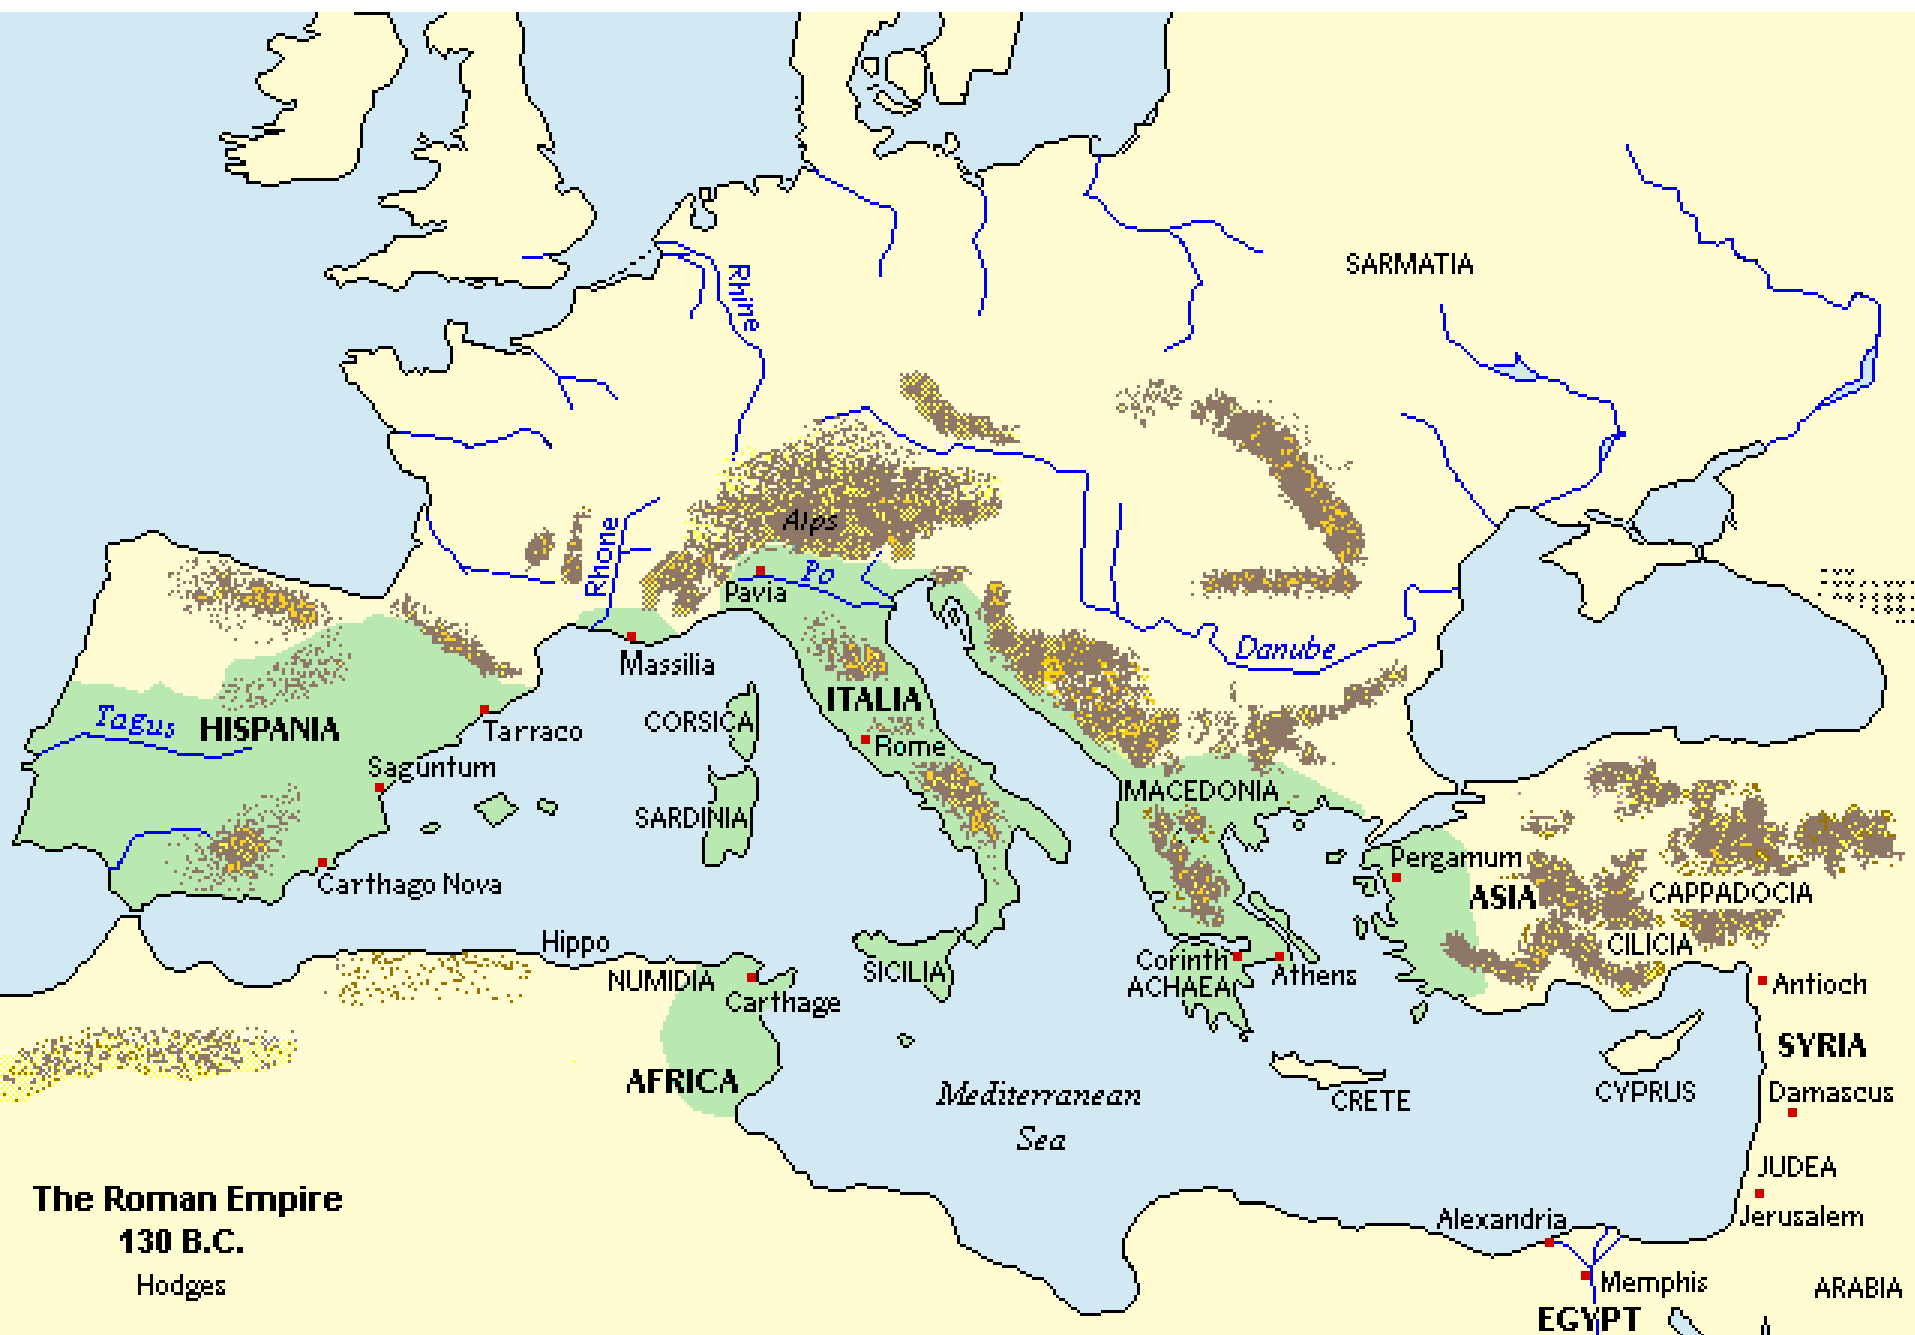 SARMATIA
Rhine
Alps
Rhone
Po
Pavia
Danube
Massilia
ITALIA
CORSICA
Tagus
HISPANIA
Tarraco
Rome
Saguntum
IMACEDONIA
SARDINIA
Pergamum
Carthago Nova
ASIA
CAPPADOCIA
Hippo
CILICIA
NUMIDIA
SICILIA
Corinth
Athens
ACHAEA
Antioch
Carthage
SYRIA
AFRICA
Mediterranean
Sea
CRETE
CYPRUS
Damascus
JUDEA
The Roman Empire
130 B.C.
Hodges
Alexandria
Jerusalem
Memphis
ARABIA
EGYPT